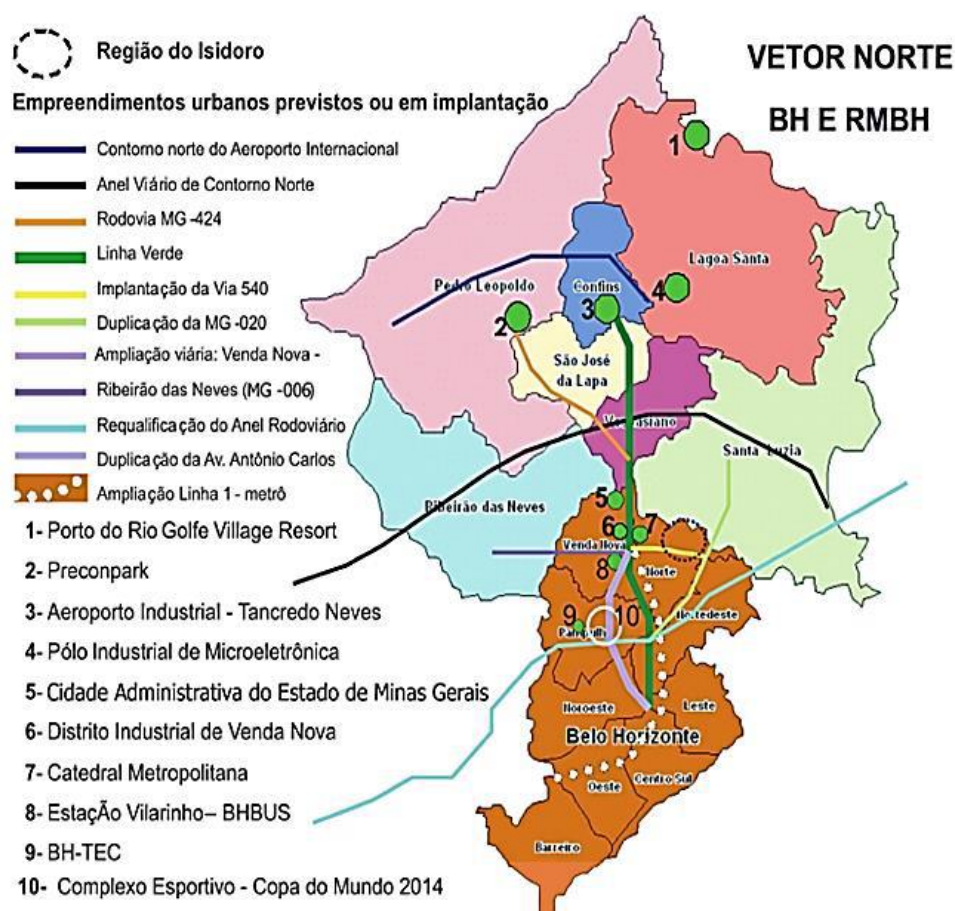 Região do Isidoro
VETOR NORTE
BH E RMBH
Empreendimentos urbanos previstos ou em implantação
Contorno norte do Aeroporto Internacional
Anel Viário de Contorno Norte
Rodovia MG -424
Linha Verde
Implantação da Via 540
Duplicação da MG -020
Ampliação viária: Venda Nova -
Ribeirão das Neves (MG -006)
Requalificação do Anel Rodoviário
Duplicação da Av. Antônio Carlos
Ampliação Linha 1 - metrô
1- Porto do Rio Golfe Village Resort
2- Preconpark
3- Aeroporto Industrial - Tancredo Neves
4- Pólo Industrial de Microeletrônica
5- Cidade Administrativa do Estado de Minas Gerais
6- Distrito Industrial de Venda Nova
7- Catedral Metropolitana
8- EstaçÃo Vilarinho– BHBUS
9- BH-TEC
10- Complexo Esportivo - Copa do Mundo 2014
1
Lagoa Santa
Pedro Leopoldo
Confins
4
3
2
São José
da Lapa
Santa Luzia
Ribeirão das Neves
5
6
7
Venda Nova
8
Norte
9
10
Nordeste
Noroeste
Leste
Belo Horizonte
Oeste
Centro Sul
Barreiro